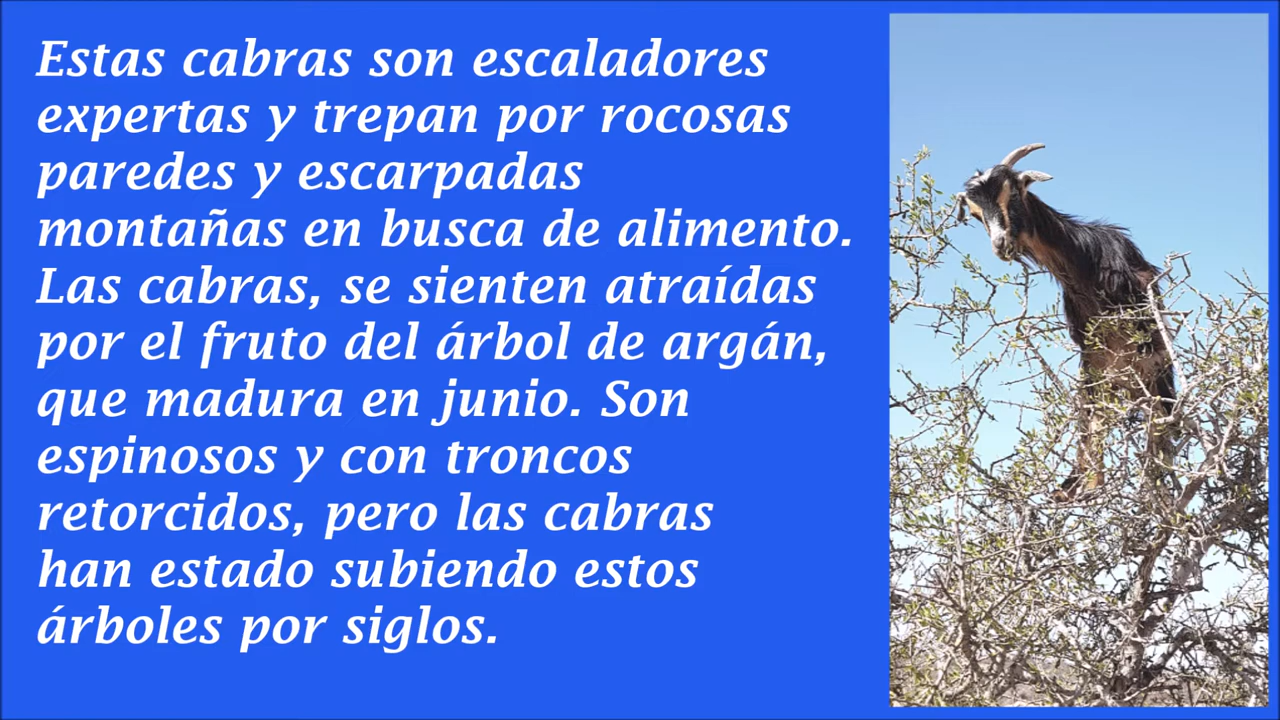 Estas cabras son escaladores
expertas y trepan por rocosas
paredes y escarpadas
montañas en busca de alimento.
Las cabras, se sienten atraídas
por el fruto del árbol de argán,
que madura en junio. Son
espinosos y con troncos
retorcidos, pero las cabras
han estado subiendo estos
árboles por siglos.